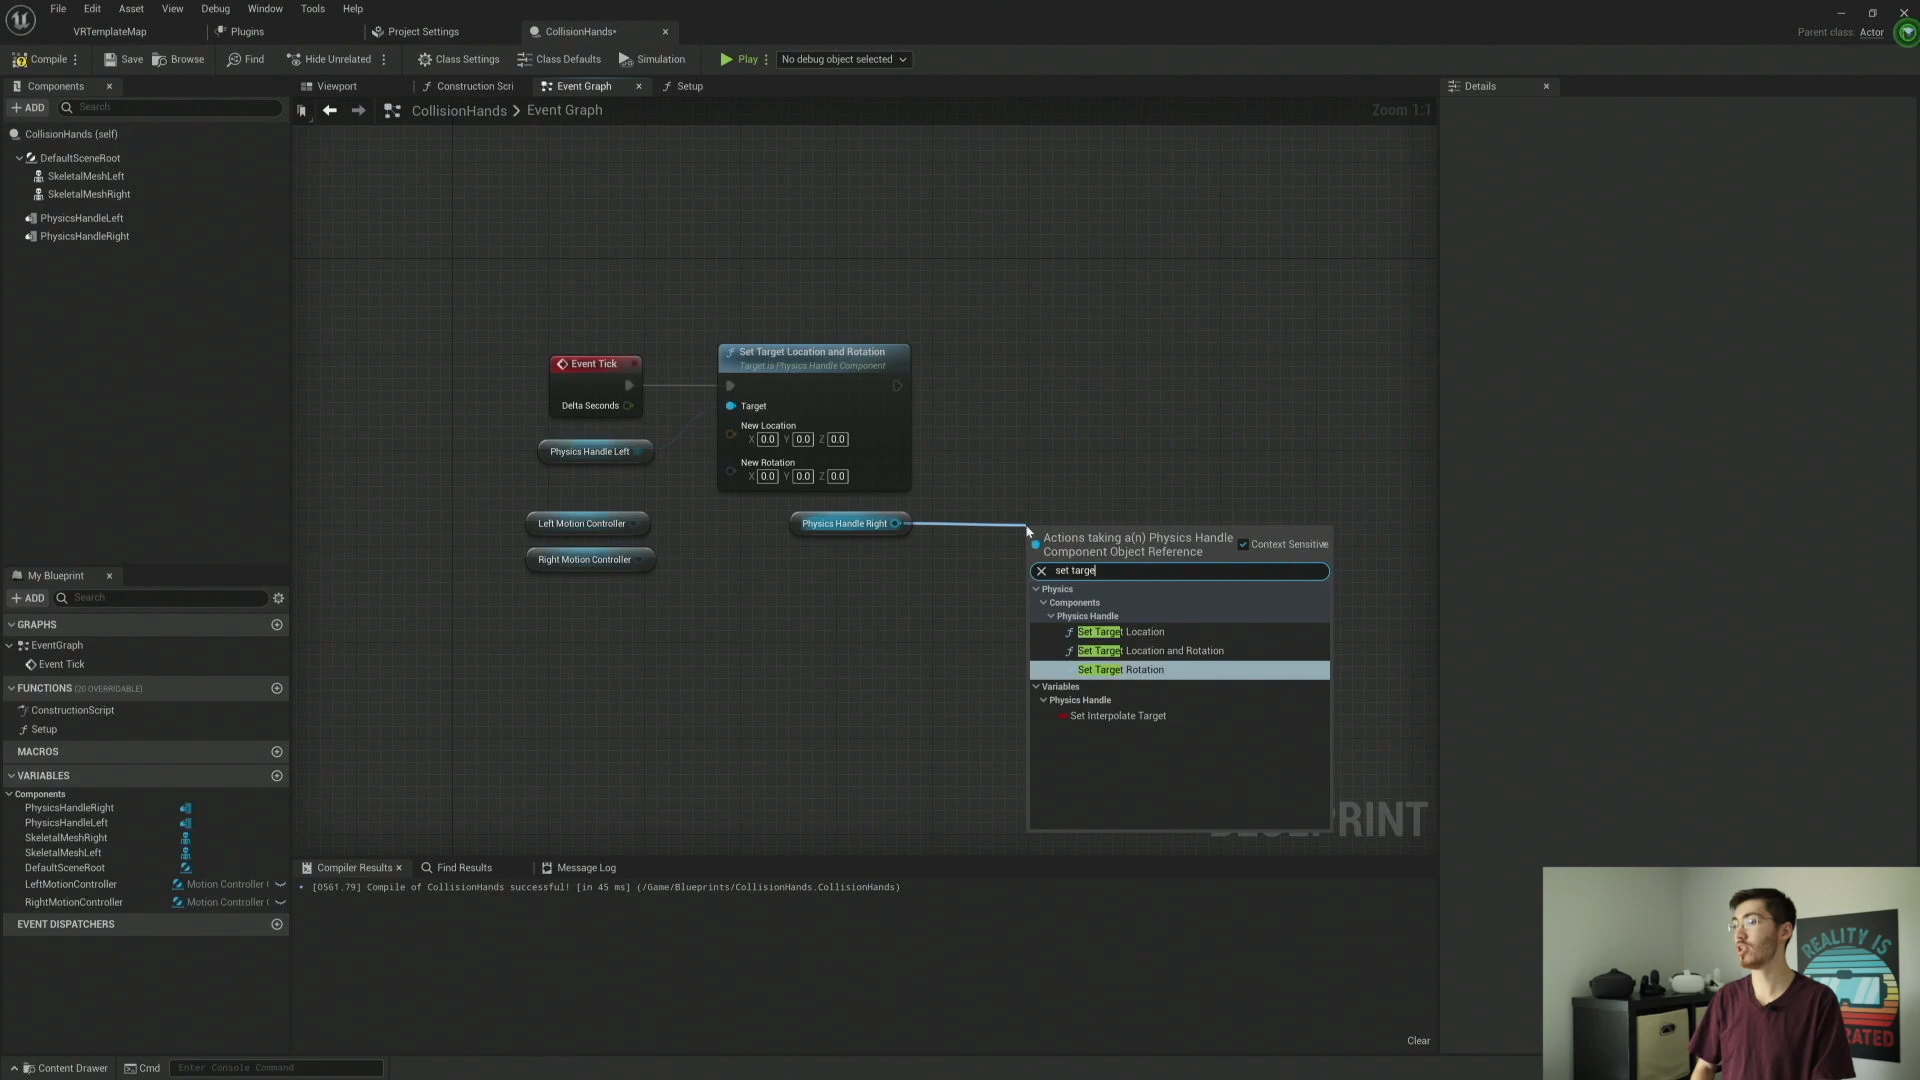 File Edit Asset View Debug Window Tools Help
VRTemplateMap Plugins Project Settings CollisionHands*
Parent class: Actor
Compile Save Browse Find Hide Unrelated Class Settings Class Defaults Simulation Play No debug object selected
Components
ADD Search
CollisionHands (self)
DefaultSceneRoot
SkeletalMeshLeft
SkeletalMeshRight
PhysicsHandleLeft
PhysicsHandleRight
Viewport Construction Scri Event Graph Setup
CollisionHands > Event Graph
Zoom 1:1
Details
Event Tick
Delta Seconds
Physics Handle Left
Left Motion Controller
Right Motion Controller
Set Target Location and Rotation
Target is Physics Handle Component
Target
New Location
X 0.0 Y 0.0 Z 0.0
New Rotation
X 0.0 Y 0.0 Z 0.0
Physics Handle Right
Actions taking a(n) Physics Handle
Component Object Reference
Context Sensitive
set targe
Physics
Components
Physics Handle
Set Target Location
Set Target Location and Rotation
Set Target Rotation
Variables
Physics Handle
Set Interpolate Target
BLUEPRINT
My Blueprint
ADD Search
GRAPHS
EventGraph
Event Tick
FUNCTIONS (20 OVERRIDABLE)
ConstructionScript
Setup
MACROS
VARIABLES
Components
PhysicsHandleRight
PhysicsHandleLeft
SkeletalMeshRight
SkeletalMeshLeft
DefaultSceneRoot
LeftMotionController Motion Controller (
RightMotionController Motion Controller (
EVENT DISPATCHERS
Compiler Results Find Results Message Log
[0561.79] Compile of CollisionHands successful! [in 45 ms] (/Game/Blueprints/CollisionHands.CollisionHands)
Clear
Content Drawer Cmd Enter Console Command
REALITY IS